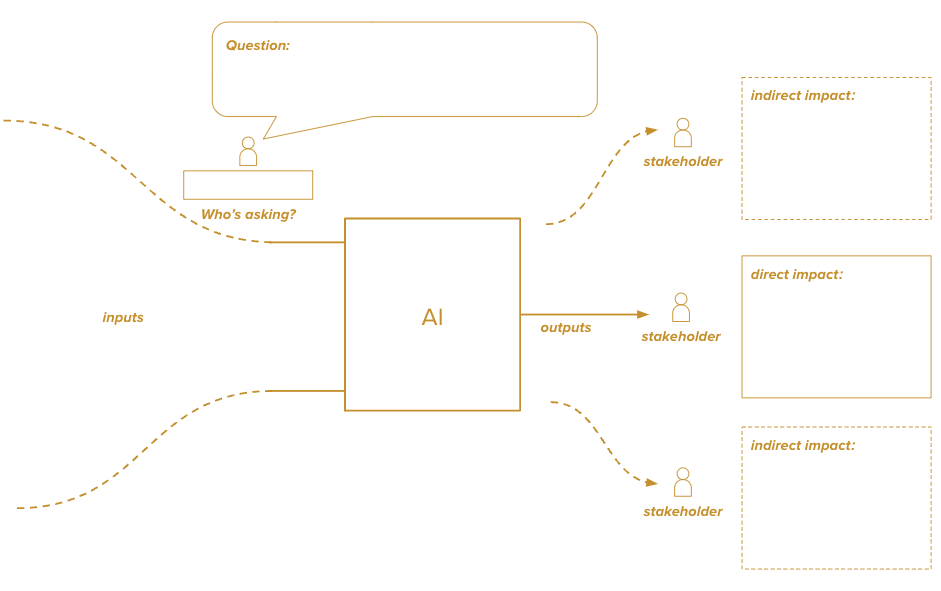 Question:
Who's asking?
inputs
AI
outputs
stakeholder
indirect impact:
stakeholder
direct impact:
stakeholder
indirect impact: